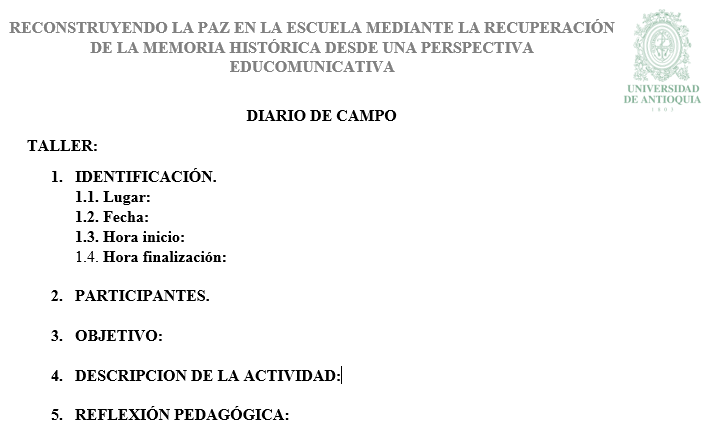 RECONSTRUYENDO LA PAZ EN LA ESCUELA MEDIANTE LA RECUPERACIÓN
DE LA MEMORIA HISTÓRICA DESDE UNA PERSPECTIVA
EDUCOMUNICATIVA
UNIVERSIDAD
DE ANTIOQUIA
1803
DIARIO DE CAMPO
TALLER:
1. IDENTIFICACIÓN.
1.1. Lugar:
1.2. Fecha:
1.3. Hora inicio:
1.4. Hora finalización:
2. PARTICIPANTES.
3. OBJETIVO:
4. DESCRIPCION DE LA ACTIVIDAD:
5. REFLEXIÓN PEDAGÓGICA: